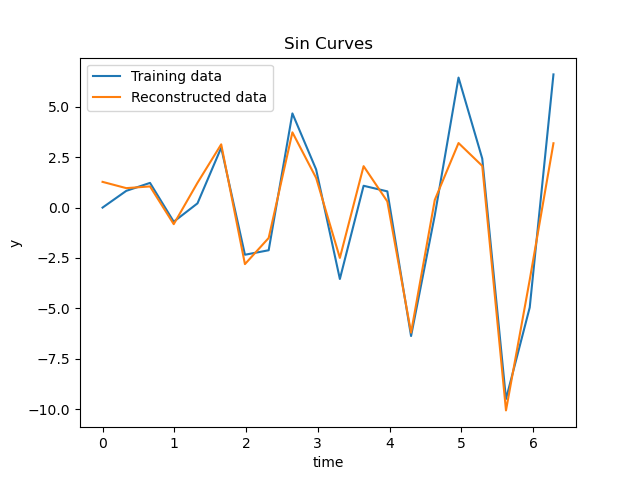 Sin Curves
Training data
Reconstructed data
5.0
2.5
0.0
−2.5
−5.0
−7.5
−10.0
y
0 1 2 3 4 5 6
time